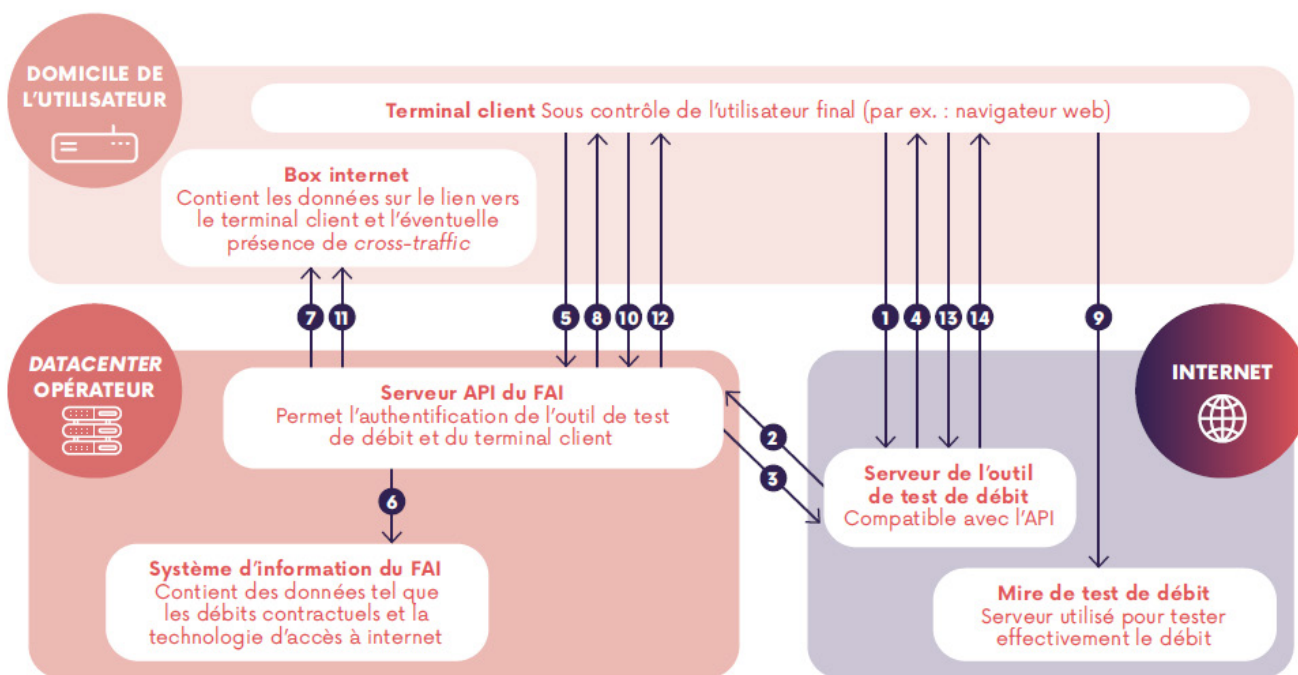 DOMICILE DE
L'UTILISATEUR
Terminal client Sous contrôle de l'utilisateur final (par ex. : navigateur web)
Box internet
Contient les données sur le lien vers
le terminal client et l'éventuelle
présence de cross-traffic
7
11
5
8
10
12
1
4
13
14
9
DATACENTER
OPÉRATEUR
Serveur API du FAI
Permet l'authentification de l'outil de test
de débit et du terminal client
2
3
6
Système d'information du FAI
Contient des données tel que
les débits contractuels et la
technologie d'accès à internet
INTERNET
Serveur de l'outil
de test de débit
Compatible avec l'API
Mire de test de débit
Serveur utilisé pour tester
effectivement le débit